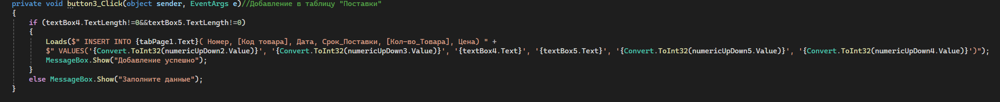 private void button3_Click(object sender, EventArgs e)//Добавление в таблицу "Поставки"
{
if (textBox4.TextLength!=0&&textBox5.TextLength!=0)
{
Loads($" INSERT INTO {tabPage1.Text}( Номер, [Код товара], Дата, Срок_Поставки, [Кол-во_Товара], Цена) " +
$" VALUES('{Convert.ToInt32(numericUpDown2.Value)}', '{Convert.ToInt32(numericUpDown3.Value)}', '{textBox4.Text}', '{textBox5.Text}', '{Convert.ToInt32(numericUpDown5.Value)}', '{Convert.ToInt32(numericUpDown4.Value)}')");
MessageBox.Show("Добавление успешно");
}
else MessageBox.Show("Заполните данные");
}